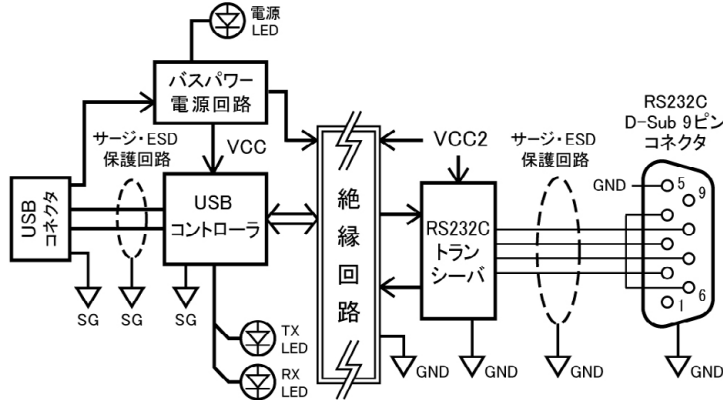 電源
LED
バスパワー
電源回路
サージ・ESD
保護回路
VCC
USB
コネクタ
USB
コントローラ
SG
SG
SG
TX
LED
RX
LED
絶縁回路
VCC2
RS232C
トラン
シーバ
サージ・ESD
保護回路
RS232C
D-Sub 9ピン
コネクタ
GND
5
9
6
1
GND
GND
GND
GND